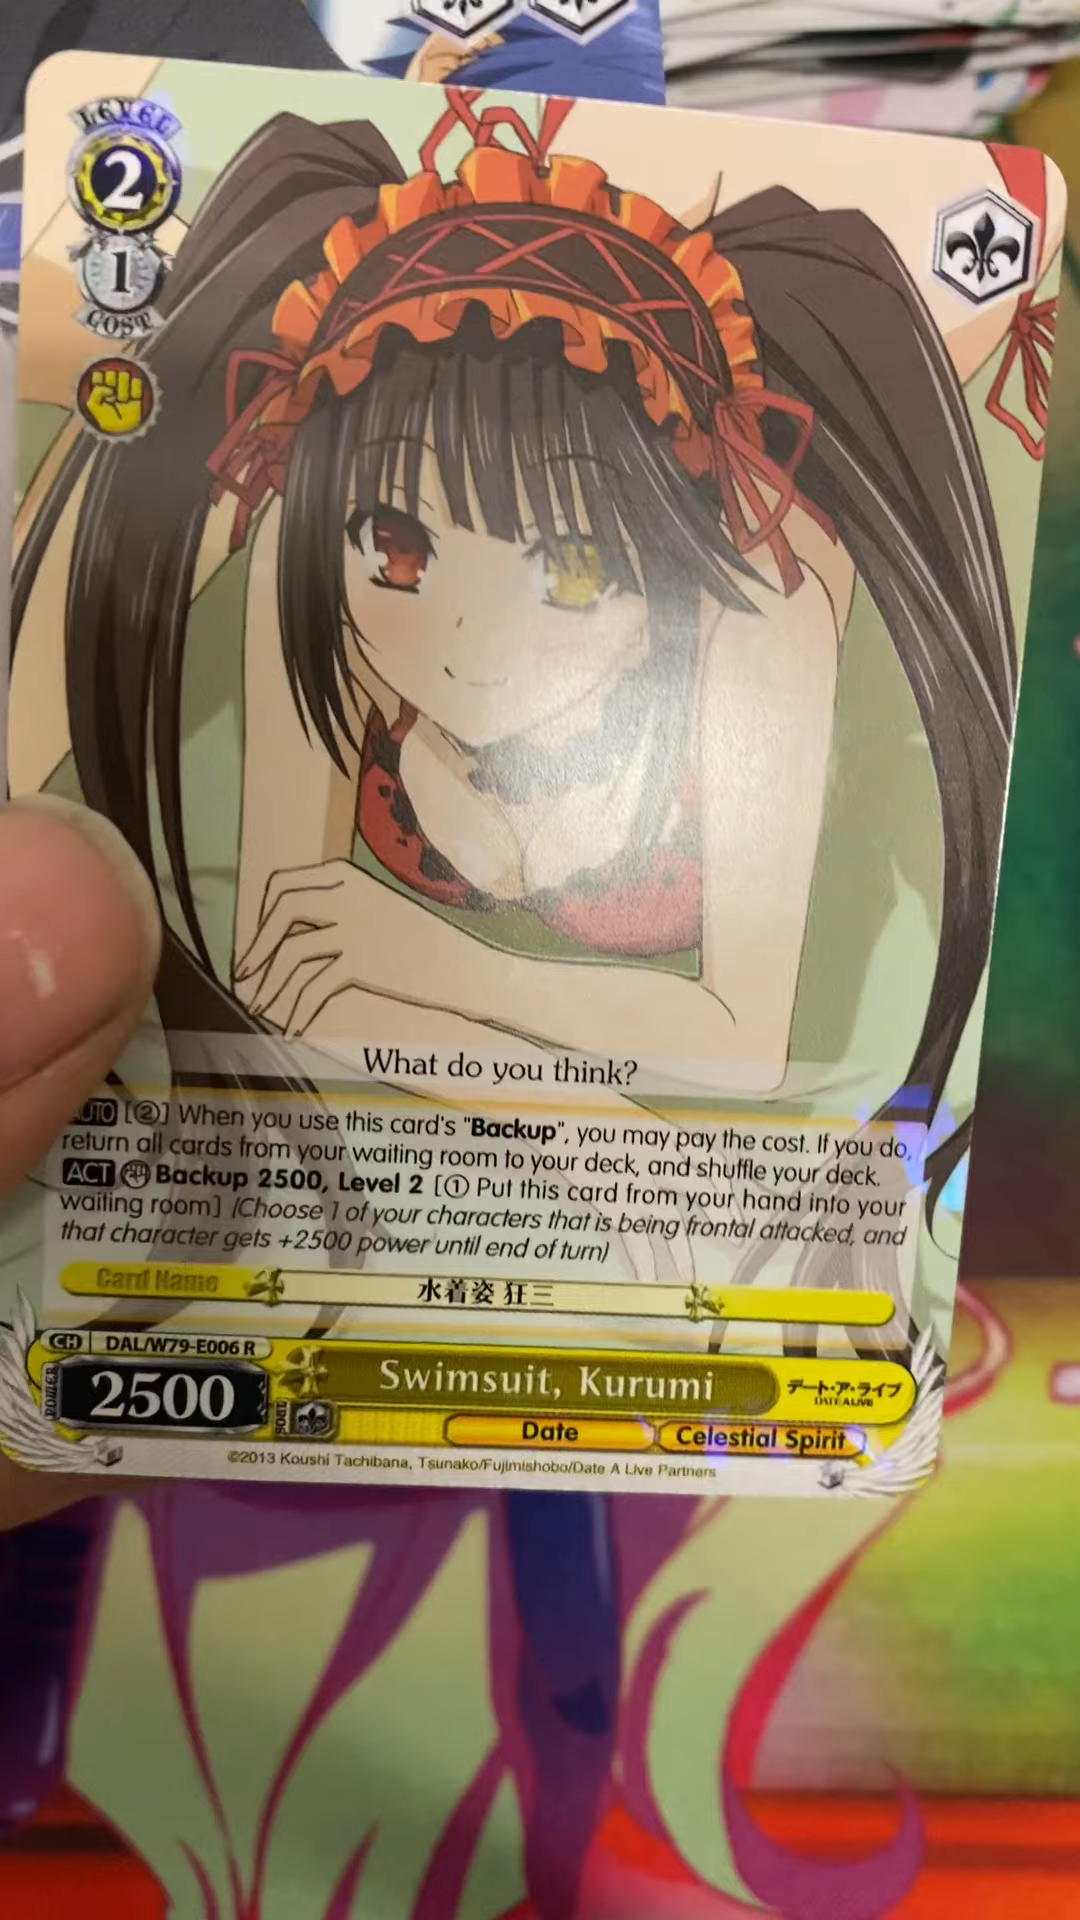 LEVEL
2
1
COST
What do you think?
AUTO [②] When you use this card's "Backup", you may pay the cost. If you do,
return all cards from your waiting room to your deck, and shuffle your deck.
ACT Backup 2500, Level 2 [① Put this card from your hand into your
waiting room] (Choose 1 of your characters that is being frontal attacked, and
that character gets +2500 power until end of turn)
Card Name
水着姿 狂三
CH DAL/W79-E006 R
POWER 2500 SOUL
Swimsuit, Kurumi
デート・ア・ライブ
DATE A LIVE
Date
Celestial Spirit
©2013 Koushi Tachibana, Tsunako/Fujimishobo/Date A Live Partners